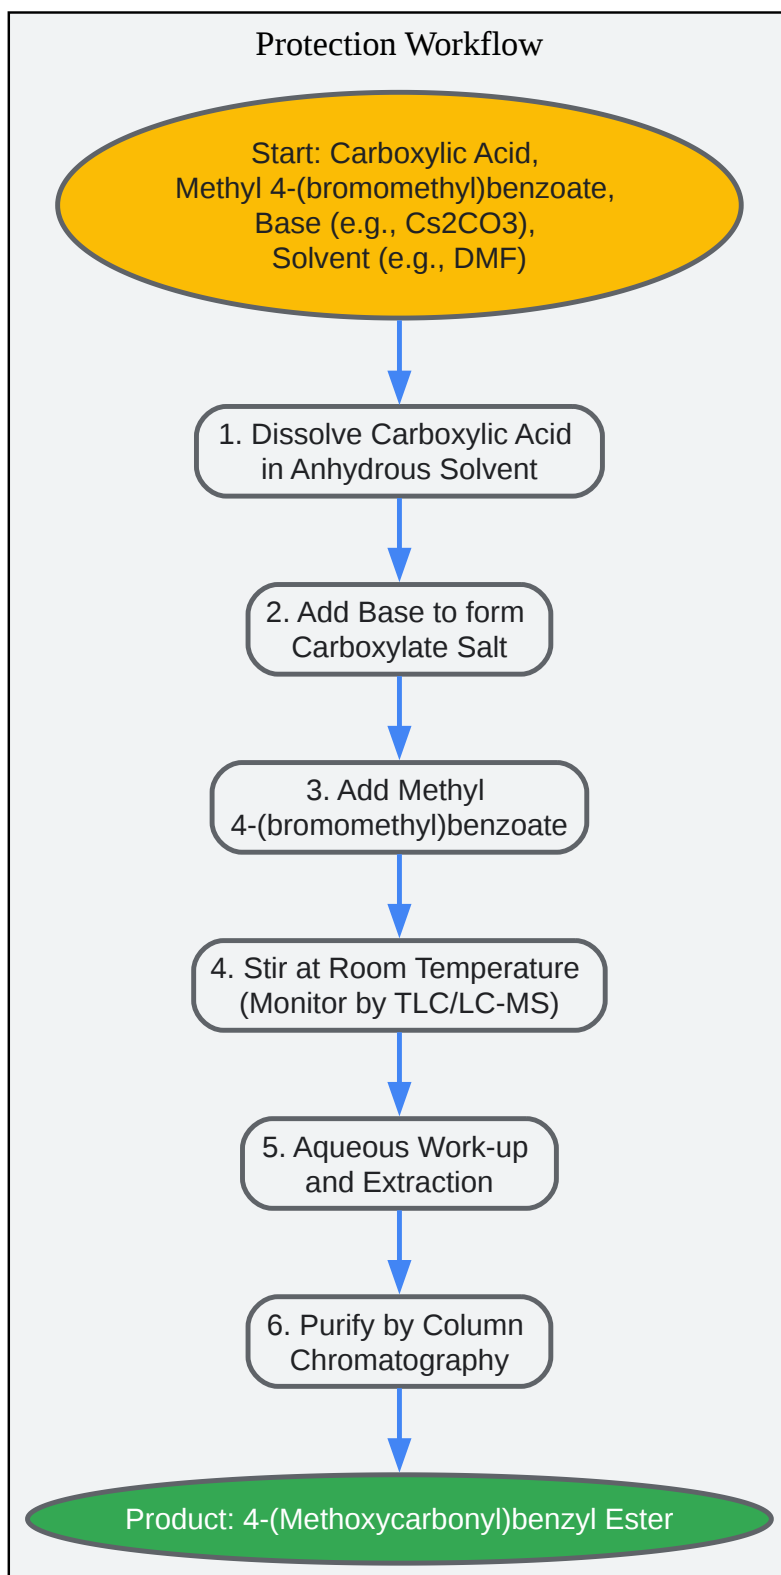 Protection Workflow
Start: Carboxylic Acid,
Methyl 4-(bromomethyl)benzoate,
Base (e.g., Cs2CO3),
Solvent (e.g., DMF)
1. Dissolve Carboxylic Acid
in Anhydrous Solvent
2. Add Base to form
Carboxylate Salt
3. Add Methyl
4-(bromomethyl)benzoate
4. Stir at Room Temperature
(Monitor by TLC/LC-MS)
5. Aqueous Work-up
and Extraction
6. Purify by Column
Chromatography
Product: 4-(Methoxycarbonyl)benzyl Ester